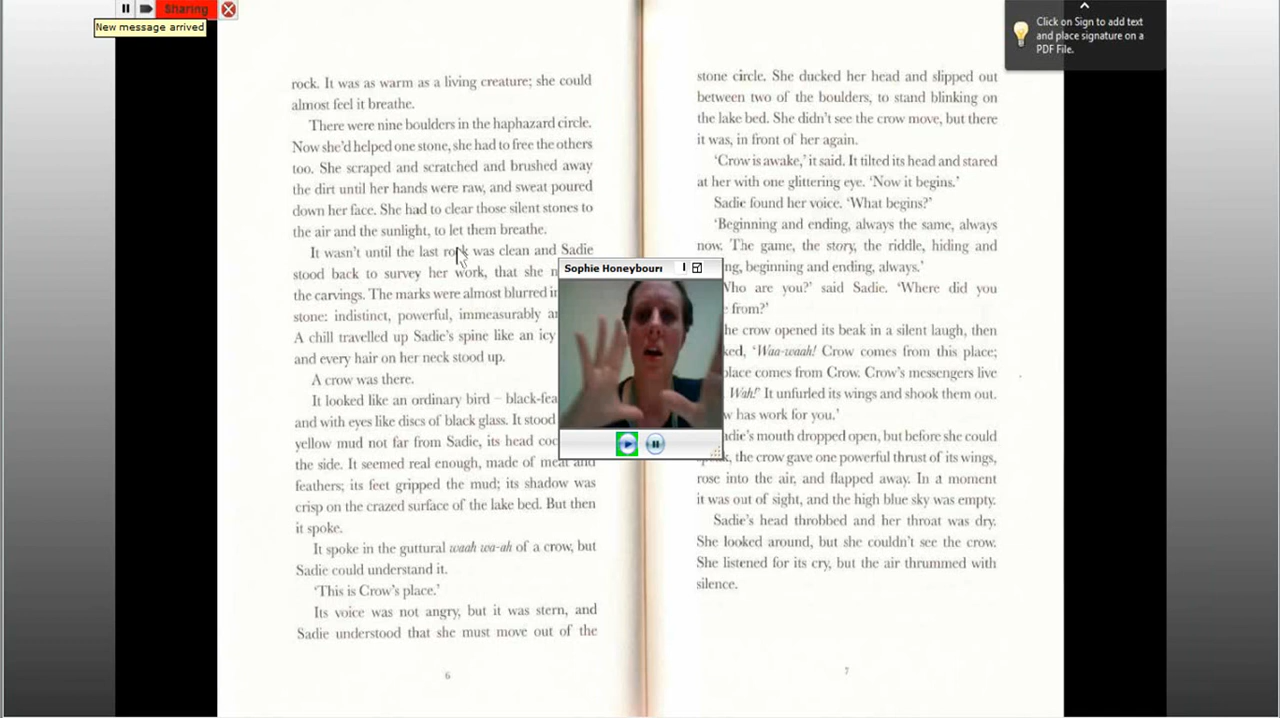 Sharing
New message arrived
Click on Sign to add text
and place signature on a
PDF File.
rock. It was as warm as a living creature; she could
almost feel it breathe.
There were nine boulders in the haphazard circle.
Now she'd helped one stone, she had to free the others
too. She scraped and scratched and brushed away
the dirt until her hands were raw, and sweat poured
down her face. She had to clear those silent stones to
the air and the sunlight, to let them breathe.
It wasn't until the last rock was clean and Sadie
stood back to survey her work, that she
the carvings. The marks were almost blurred
stone: indistinct, powerful, immeasurably
A chill travelled up Sadie's spine like an icy
and every hair on her neck stood up.
A crow was there.
It looked like an ordinary bird –
and with eyes like discs of black glass. It stood
yellow mud not far from Sadie, its head
the side. It seemed real enough, made of meat and
feathers; its feet gripped the mud; its shadow was
crisp on the crazed surface of the lake bed. But then
it spoke.
It spoke in the guttural waah wa-ah of a crow, but
Sadie could understand it.
'This is Crow's place.'
Its voice was not angry, but it was stern, and
Sadie understood that she must move out of the
6
Sophie Honeybour
stone circle. She ducked her head and slipped out
between two of the boulders, to stand blinking on
the lake bed. She didn't see the crow move, but there
it was, in front of her again.
'Crow is awake,' it said. It tilted its head and stared
at her with one glittering eye. 'Now it begins.'
Sadie found her voice. 'What begins?'
'Beginning and ending, always the same, always
now. The game, the story, the riddle, hiding and
beginning and ending, always.'
Who are you?' said Sadie. 'Where did you
from?'
he crow opened its beak in a silent laugh, then
'Waa-waah! Crow comes from this place;
place comes from Crow. Crow's messengers live
Wah!' It unfurled its wings and shook them out.
has work for you.'
adie's mouth dropped open, but before she could
the crow gave one powerful thrust of its wings,
rose into the air, and flapped away. In a moment
it was out of sight, and the high blue sky was empty.
Sadie's head throbbed and her throat was dry.
She looked around, but she couldn't see the crow.
She listened for its cry, but the air thrummed with
silence.
7